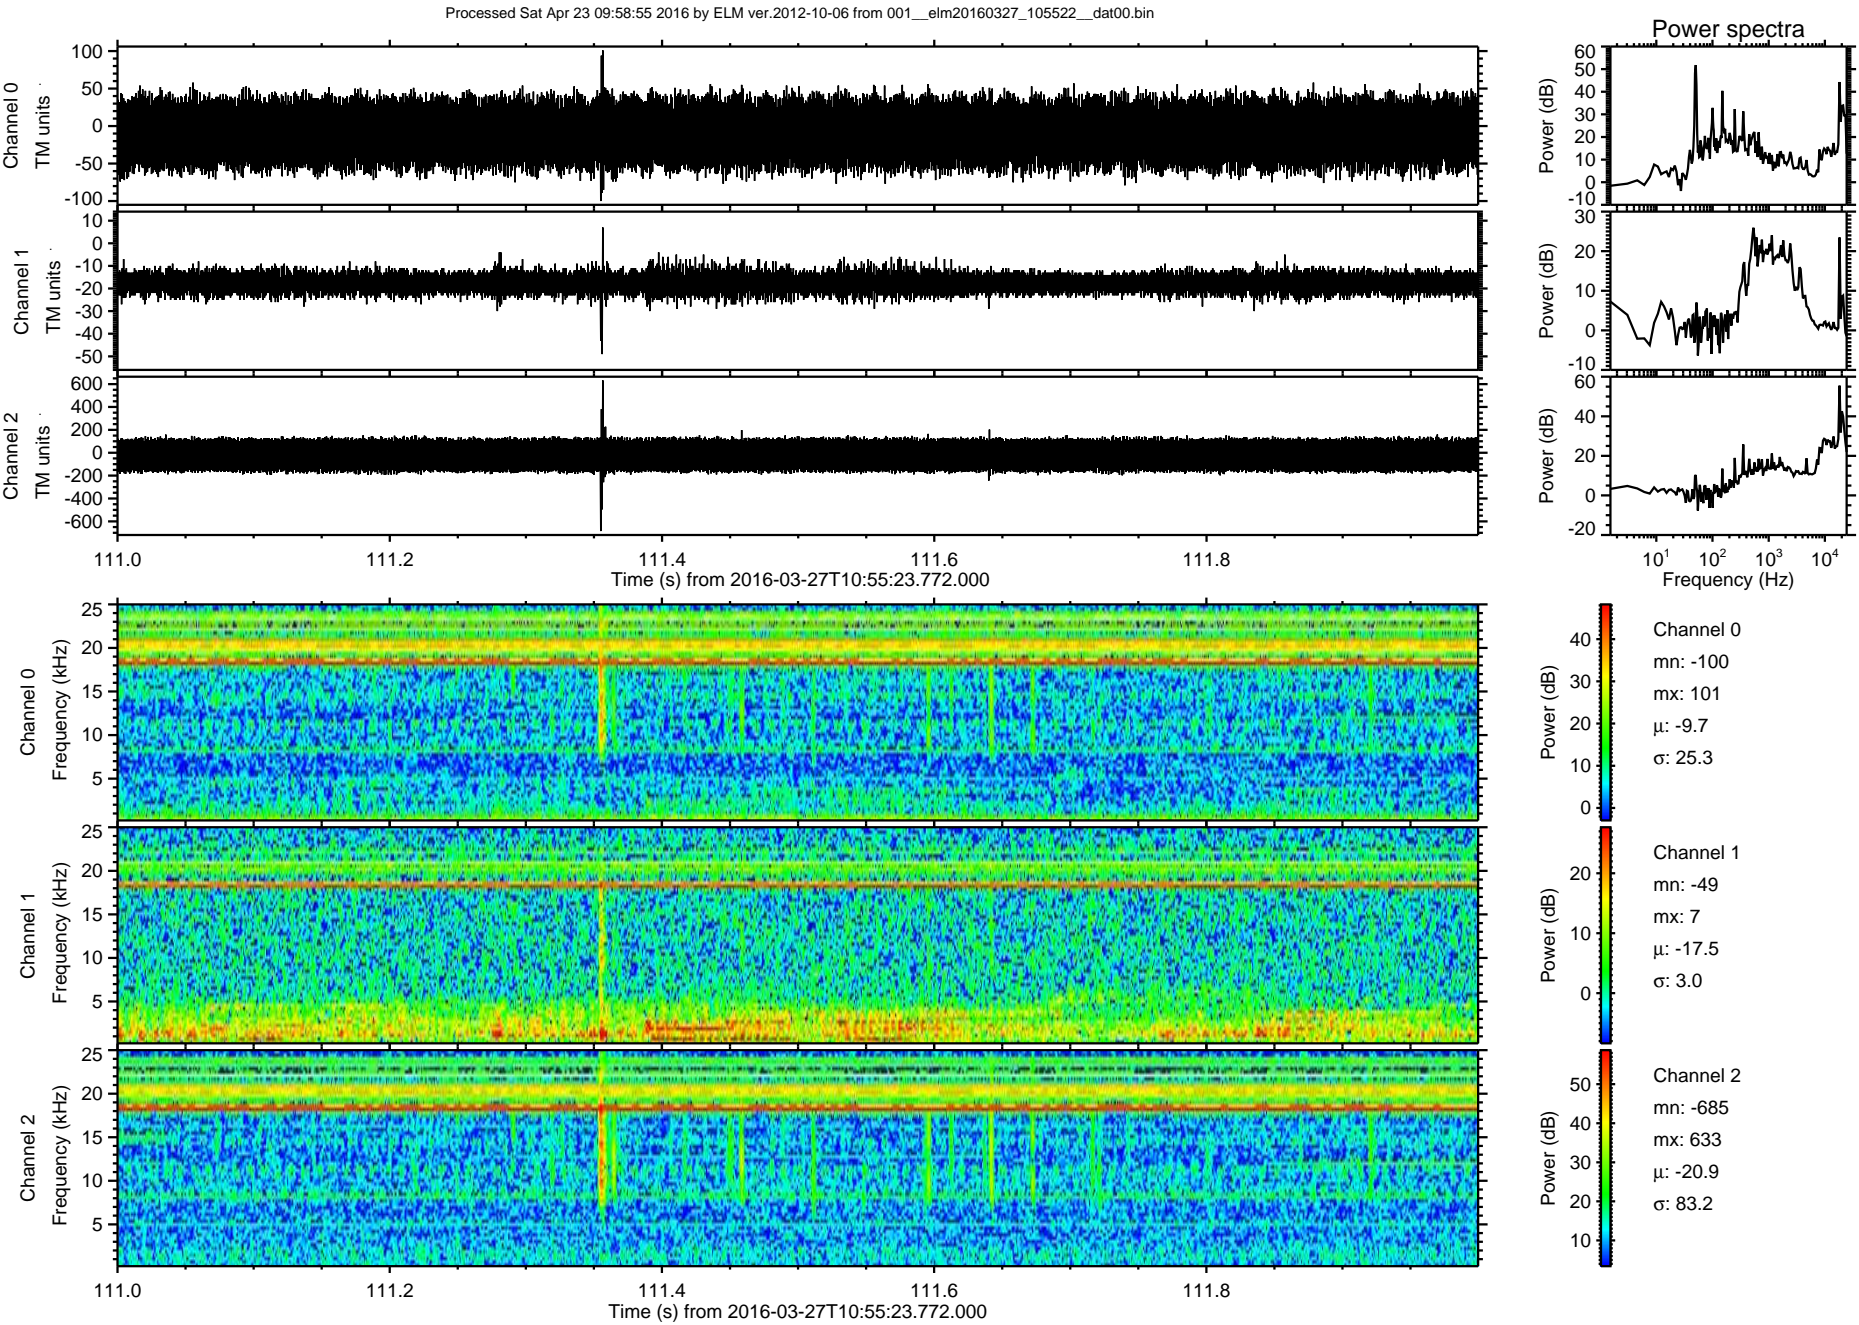 Processed Sat Apr 23 09:58:55 2016 by ELM ver.2012-10-06 from 001__elm20160327_105522__dat00.bin
Power spectra
Channel 0
TM units
100
50
0
-50
-100
Power (dB)
60
50
40
30
20
10
0
-10
Channel 1
TM units
10
0
-10
-20
-30
-40
-50
Power (dB)
30
20
10
0
-10
Channel 2
TM units
600
400
200
0
-200
-400
-600
Power (dB)
60
40
20
0
-20
111.0 111.2 111.4 111.6 111.8
Time (s) from 2016-03-27T10:55:23.772.000
10¹ 10² 10³ 10⁴
Frequency (Hz)
Channel 0
Frequency (kHz)
25
20
15
10
5
Power (dB)
40
30
20
10
0
Channel 0
mn: -100
mx: 101
μ: -9.7
σ: 25.3
Channel 1
Frequency (kHz)
25
20
15
10
5
Power (dB)
20
10
0
Channel 1
mn: -49
mx: 7
μ: -17.5
σ: 3.0
Channel 2
Frequency (kHz)
25
20
15
10
5
Power (dB)
50
40
30
20
10
Channel 2
mn: -685
mx: 633
μ: -20.9
σ: 83.2
111.0 111.2 111.4 111.6 111.8
Time (s) from 2016-03-27T10:55:23.772.000